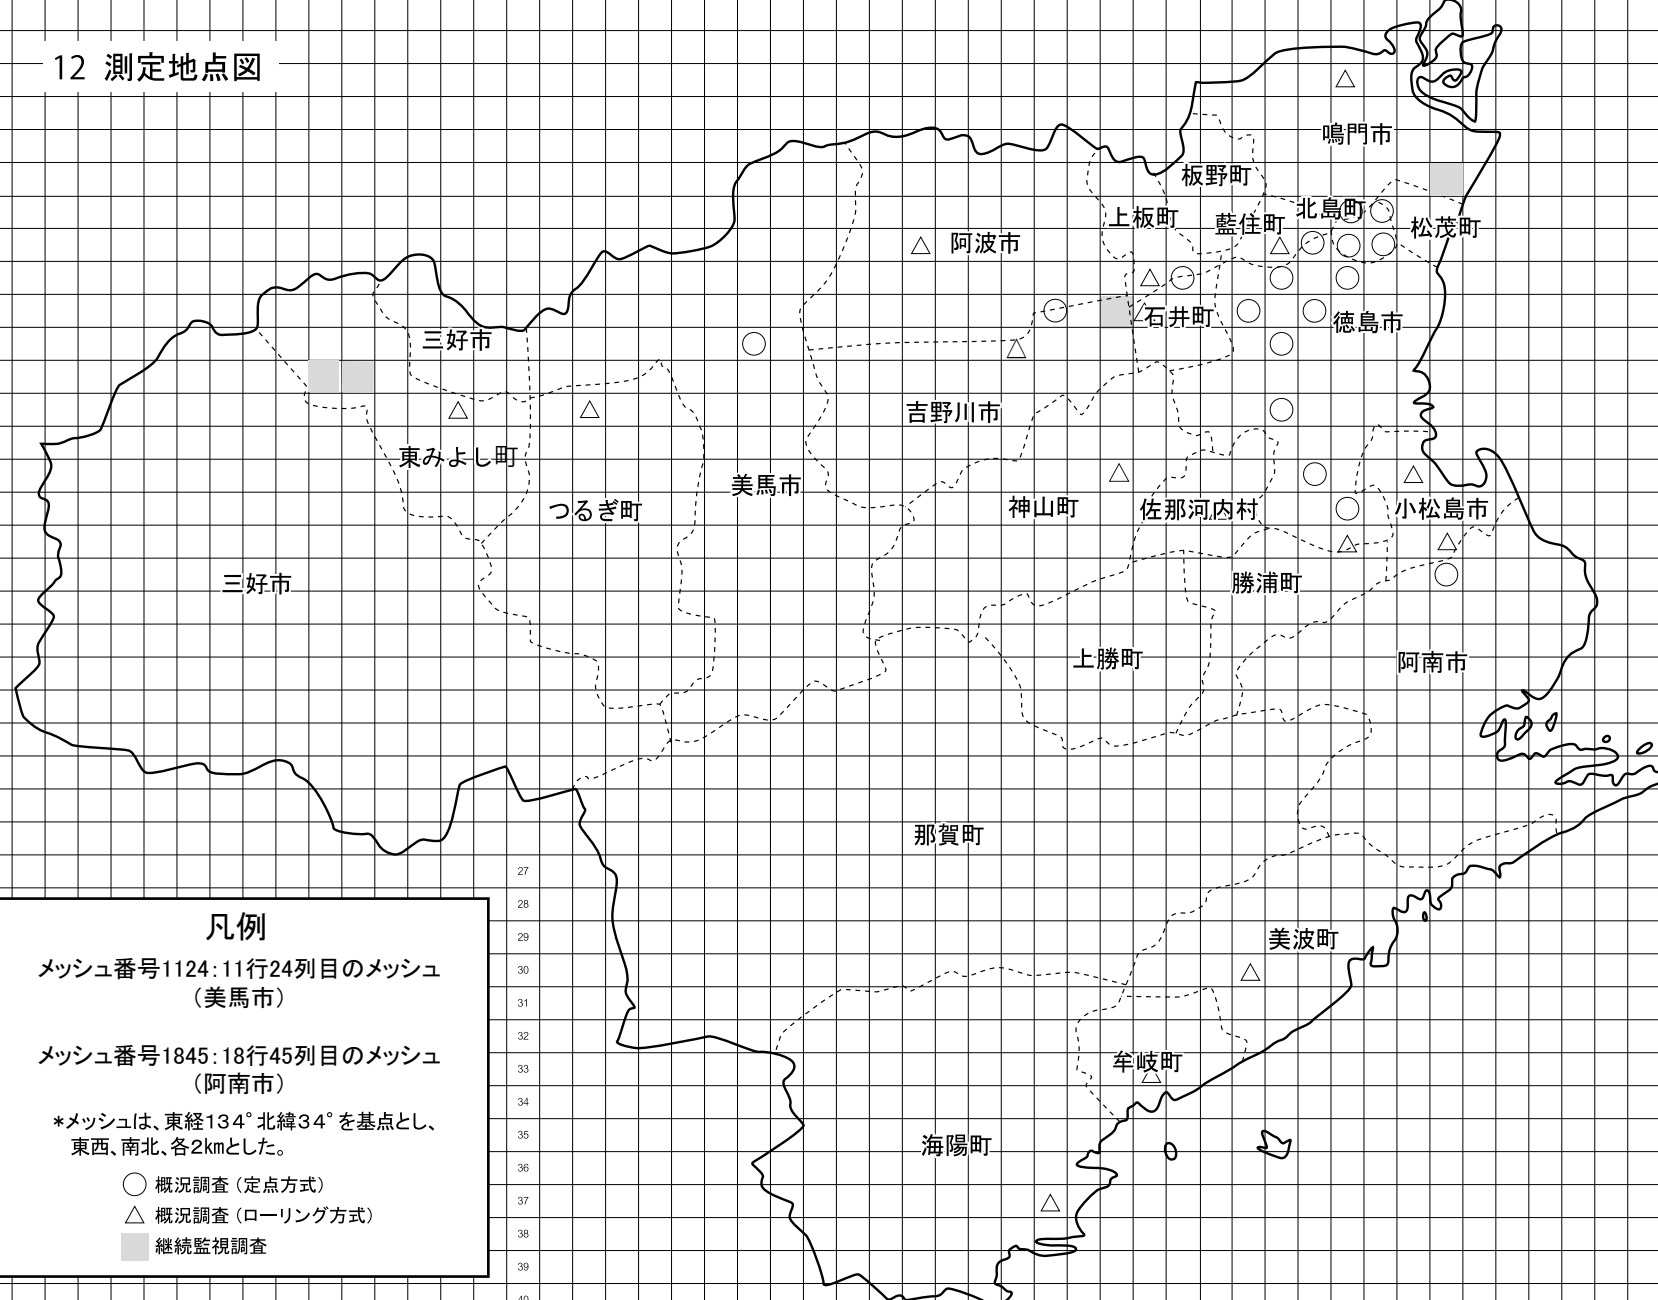 12 測定地点図
鳴門市
板野町
上板町
藍住町
北島町
松茂町
阿波市
石井町
徳島市
三好市
吉野川市
東みよし町
美馬市
つるぎ町
神山町
佐那河内村
小松島市
三好市
勝浦町
上勝町
阿南市
那賀町
美波町
牟岐町
海陽町
27
28
29
30
31
32
33
34
35
36
37
38
39
40
凡例
メッシュ番号1124:11行24列目のメッシュ
(美馬市)
メッシュ番号1845:18行45列目のメッシュ
(阿南市)
*メッシュは、東経134°北緯34°を基点とし、
東西、南北、各2kmとした。
概況調査(定点方式)
概況調査(ローリング方式)
継続監視調査